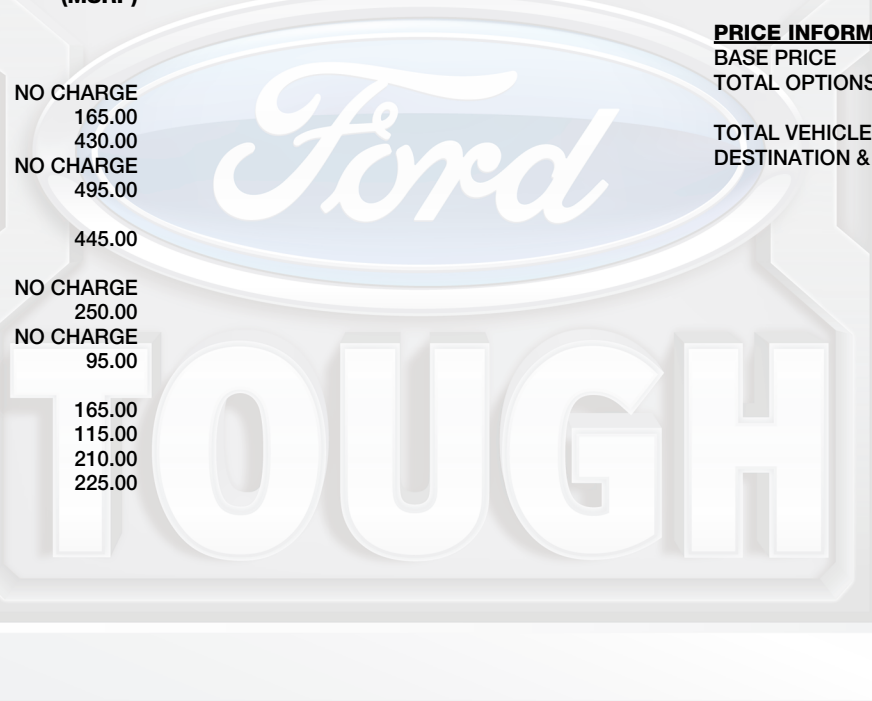 (MSRP)
NO CHARGE
165.00
430.00
NO CHARGE
495.00
445.00
NO CHARGE
250.00
NO CHARGE
95.00
165.00
115.00
210.00
225.00
PRICE INFORM
BASE PRICE
TOTAL OPTIONS
TOTAL VEHICLE
DESTINATION &
Ford
TOUGH